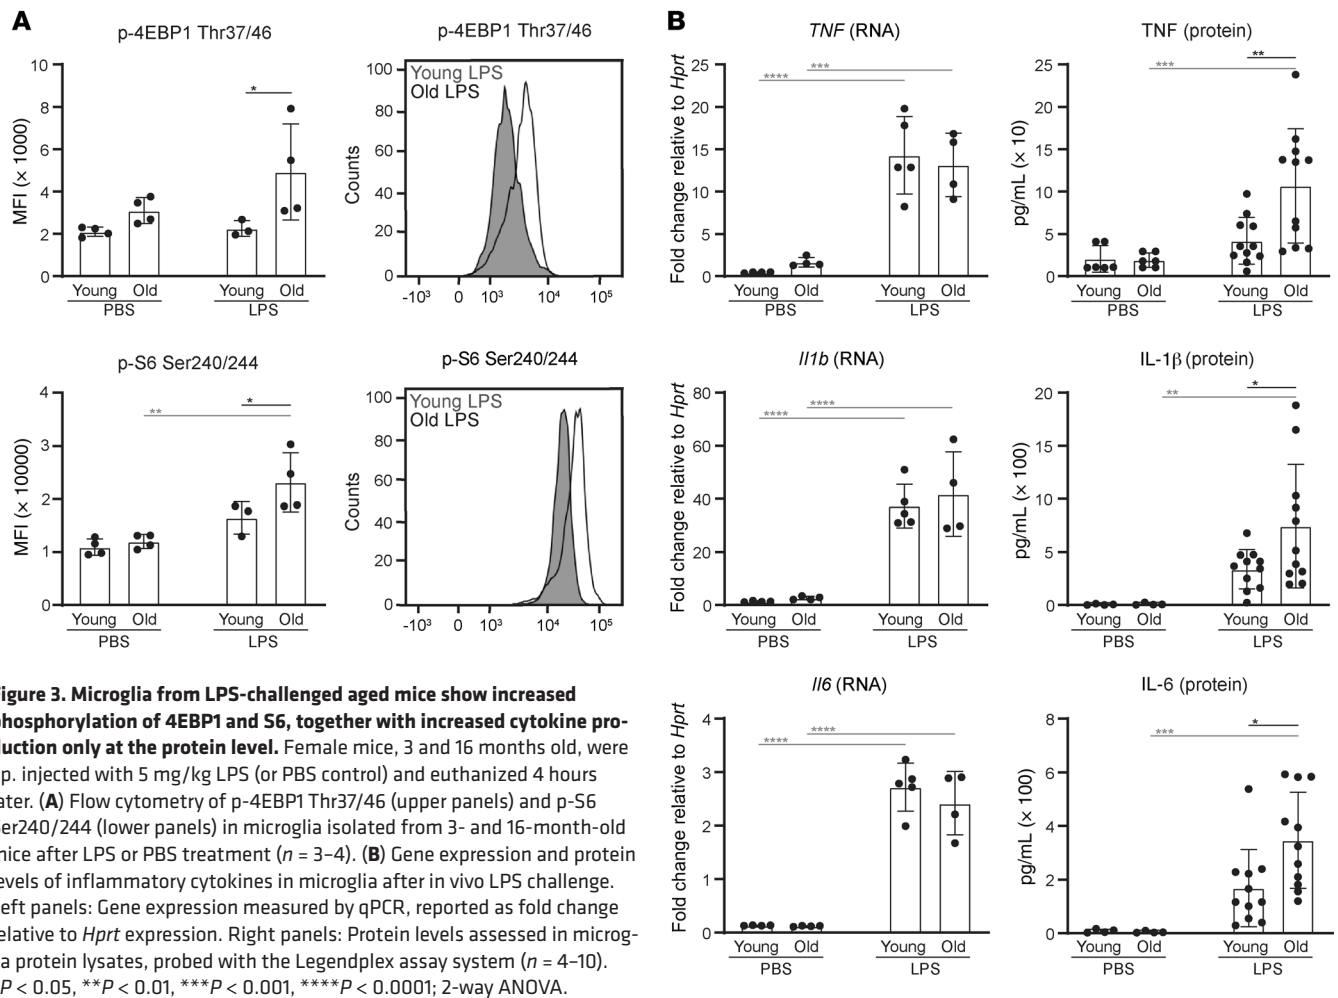 A
p-4EBP1 Thr37/46
MFI (× 1000)
10
8
6
4
2
0
*
Young Old Young Old
PBS LPS
p-4EBP1 Thr37/46
Young LPS
Old LPS
Counts
100
80
60
40
20
0
-10³ 0 10³ 10⁴ 10⁵
p-S6 Ser240/244
MFI (× 10000)
4
3
2
1
0
**
*
Young Old Young Old
PBS LPS
p-S6 Ser240/244
Young LPS
Old LPS
Counts
100
80
60
40
20
0
-10³ 0 10³ 10⁴ 10⁵
B
TNF (RNA)
Fold change relative to Hprt
25
20
15
10
5
0
***
****
Young Old Young Old
PBS LPS
TNF (protein)
pg/mL (× 10)
25
20
15
10
5
0
**
***
Young Old Young Old
PBS LPS
Il1b (RNA)
Fold change relative to Hprt
80
60
40
20
0
****
****
Young Old Young Old
PBS LPS
IL-1β (protein)
pg/mL (× 100)
20
15
10
5
0
*
**
Young Old Young Old
PBS LPS
Il6 (RNA)
Fold change relative to Hprt
4
3
2
1
0
****
****
Young Old Young Old
PBS LPS
IL-6 (protein)
pg/mL (× 100)
8
6
4
2
0
*
***
Young Old Young Old
PBS LPS
igure 3. Microglia from LPS-challenged aged mice show increased
phosphorylation of 4EBP1 and S6, together with increased cytokine pro-
duction only at the protein level. Female mice, 3 and 16 months old, were
.p. injected with 5 mg/kg LPS (or PBS control) and euthanized 4 hours
ater. (A) Flow cytometry of p-4EBP1 Thr37/46 (upper panels) and p-S6
Ser240/244 (lower panels) in microglia isolated from 3- and 16-month-old
mice after LPS or PBS treatment (n = 3–4). (B) Gene expression and protein
evels of inflammatory cytokines in microglia after in vivo LPS challenge.
eft panels: Gene expression measured by qPCR, reported as fold change
elative to Hprt expression. Right panels: Protein levels assessed in microg-
a protein lysates, probed with the Legendplex assay system (n = 4–10).
P < 0.05, **P < 0.01, ***P < 0.001, ****P < 0.0001; 2-way ANOVA.